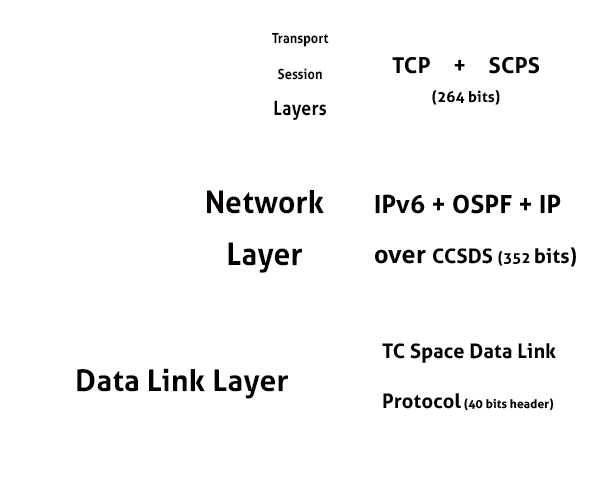 Transport
Session
Layers
TCP + SCPS
(264 bits)
Network
Layer
IPv6 + OSPF + IP
over CCSDS (352 bits)
Data Link Layer
TC Space Data Link
Protocol (40 bits header)